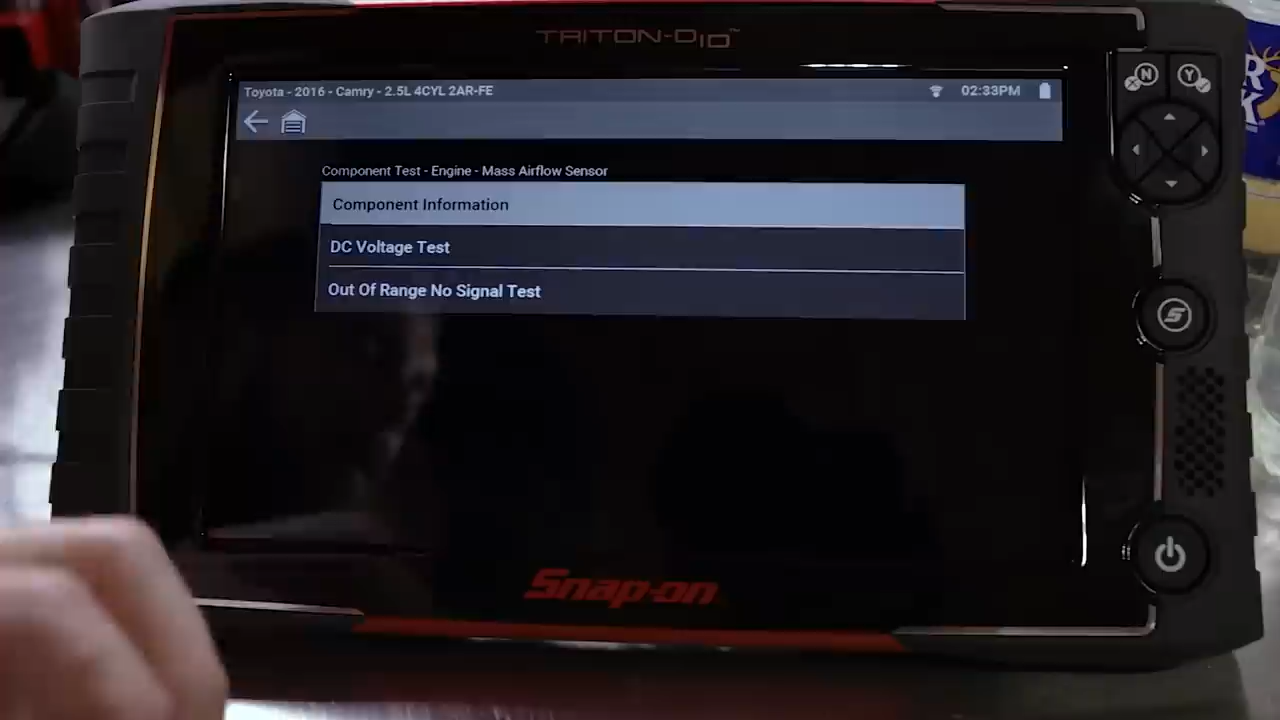 TRITON-D10™
Toyota - 2016 - Camry - 2.5L 4CYL 2AR-FE
02:33PM
N
Y
Component Test - Engine - Mass Airflow Sensor
Component Information
DC Voltage Test
Out Of Range No Signal Test
S
Snap-on